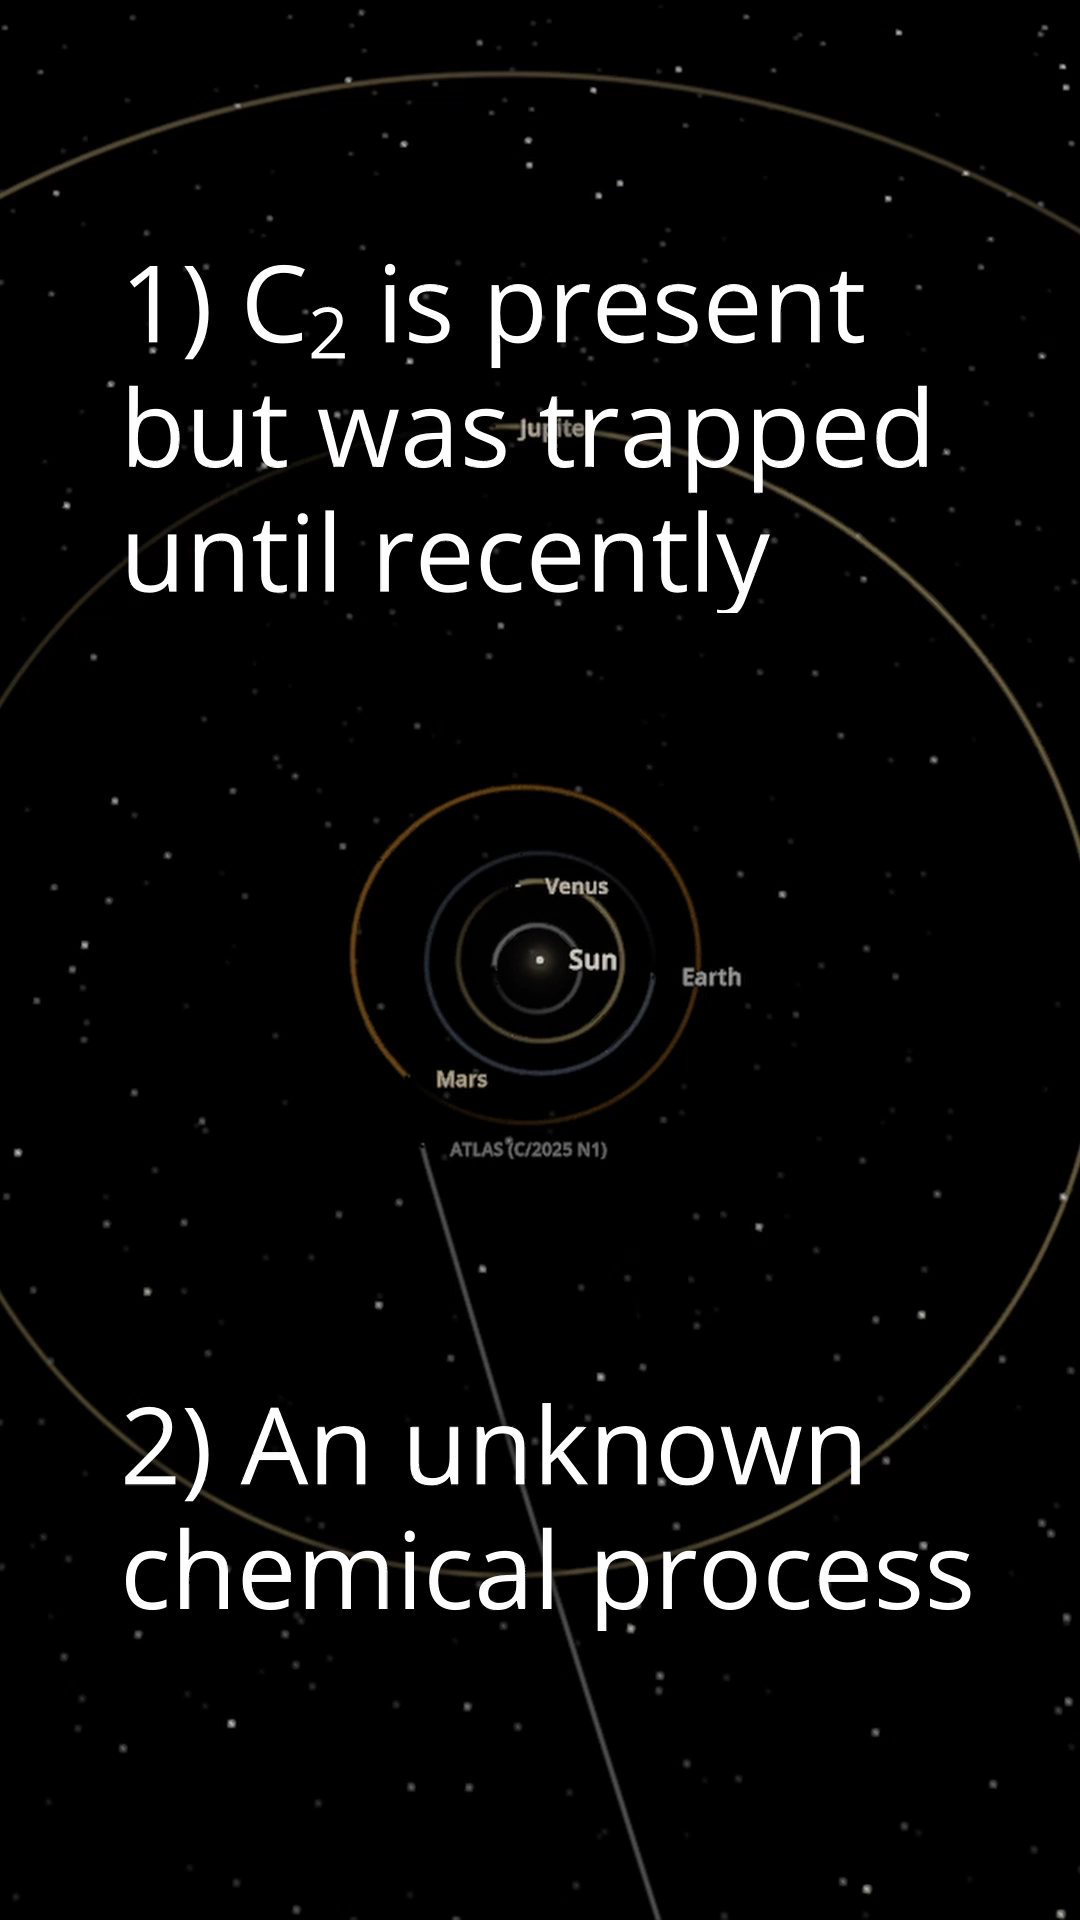 1) C₂ is present
but was trapped
Jupiter
until recently
Venus
Sun
Earth
Mars
ATLAS (C/2025 N1)
2) An unknown
chemical process